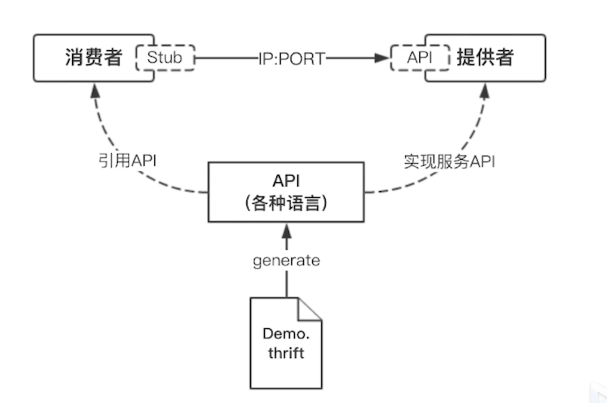 消费者
Stub
IP:PORT
API
提供者
引用API
实现服务API
API
（各种语言）
generate
Demo.
thrift